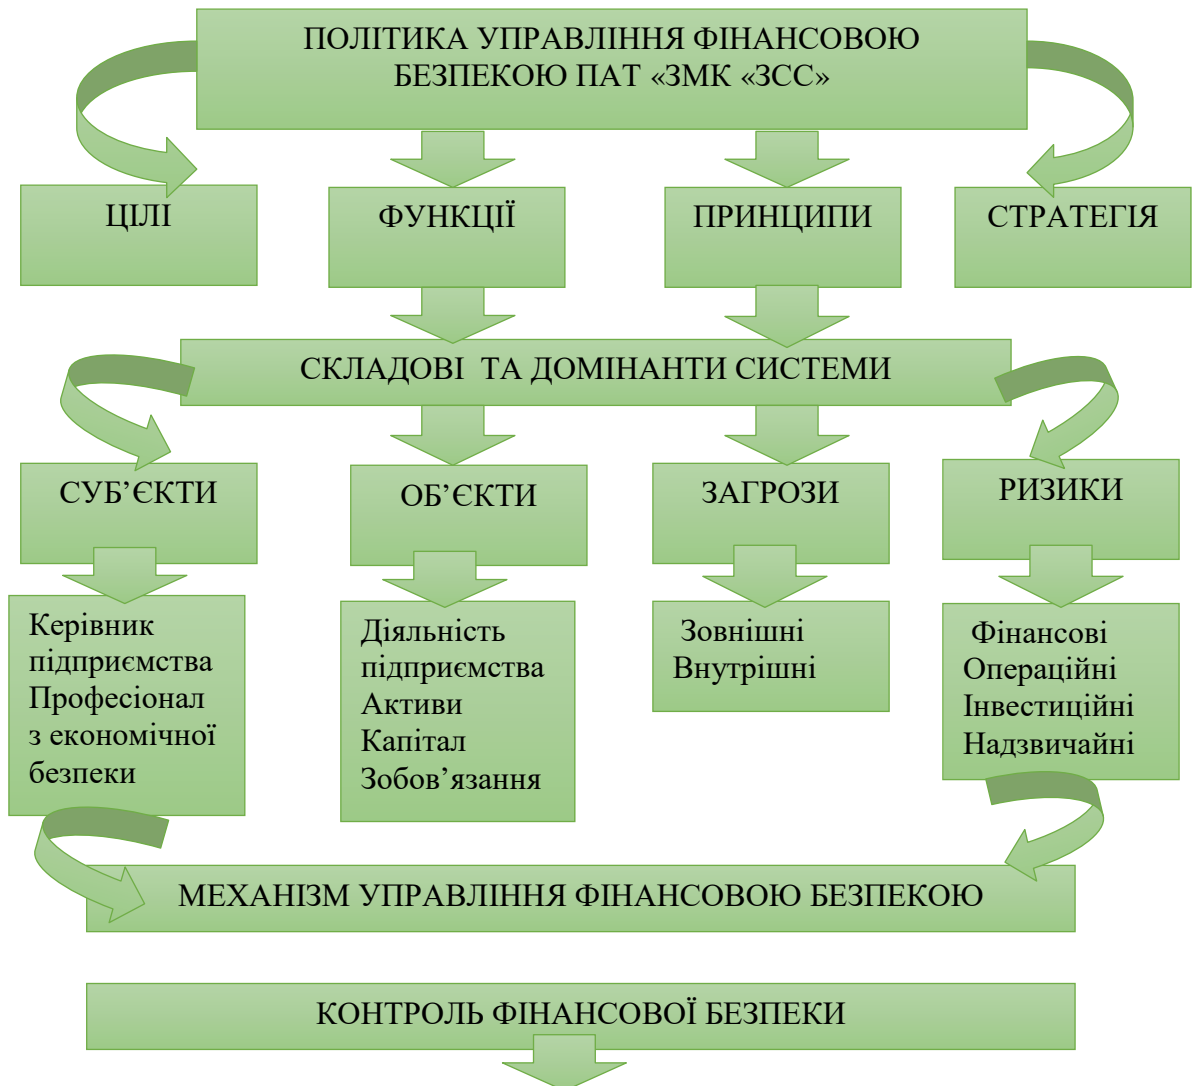 ПОЛІТИКА УПРАВЛІННЯ ФІНАНСОВОЮ
БЕЗПЕКОЮ ПАТ «ЗМК «ЗСС»
ЦІЛІ
ФУНКЦІЇ
ПРИНЦИПИ
СТРАТЕГІЯ
СКЛАДОВІ ТА ДОМІНАНТИ СИСТЕМИ
СУБ’ЄКТИ
ОБ’ЄКТИ
ЗАГРОЗИ
РИЗИКИ
Керівник
підприємства
Професіонал
з економічної
безпеки
Діяльність
підприємства
Активи
Капітал
Зобов’язання
Зовнішні
Внутрішні
Фінансові
Операційні
Інвестиційні
Надзвичайні
МЕХАНІЗМ УПРАВЛІННЯ ФІНАНСОВОЮ БЕЗПЕКОЮ
КОНТРОЛЬ ФІНАНСОВОЇ БЕЗПЕКИ